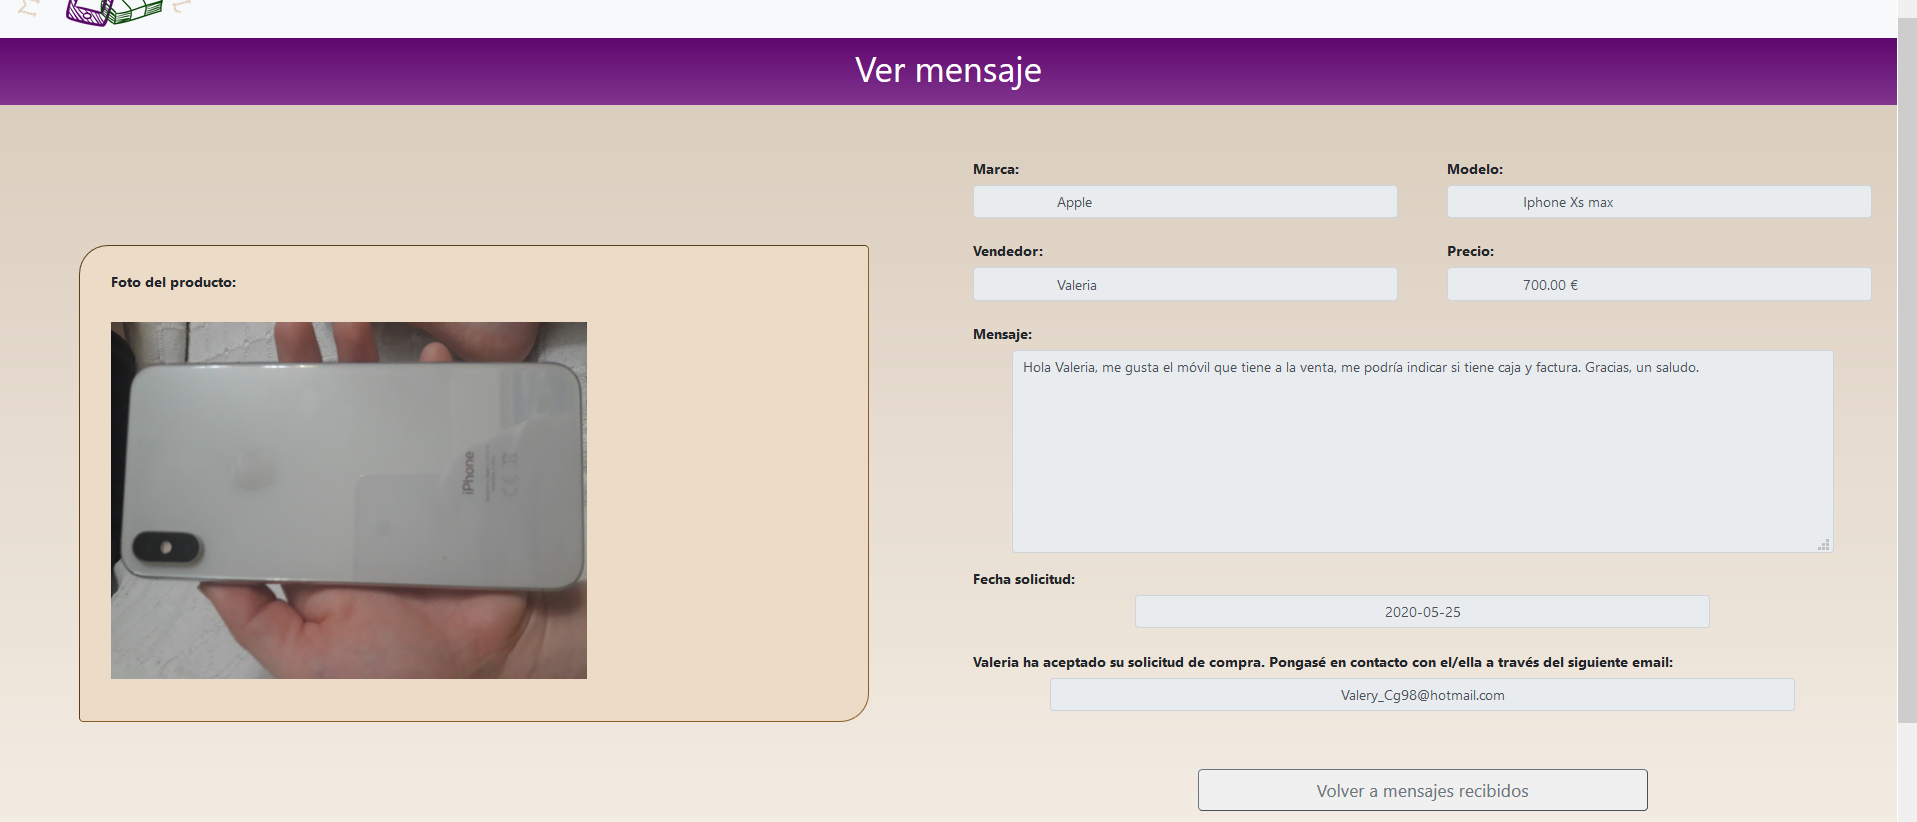 Ver mensaje
Foto del producto:
iPhone
Marca:
Apple
Modelo:
Iphone Xs max
Vendedor:
Valeria
Precio:
700.00 €
Mensaje:
Hola Valeria, me gusta el móvil que tiene a la venta, me podría indicar si tiene caja y factura. Gracias, un saludo.
Fecha solicitud:
2020-05-25
Valeria ha aceptado su solicitud de compra. Pongasé en contacto con el/ella a través del siguiente email:
Valery_Cg98@hotmail.com
Volver a mensajes recibidos